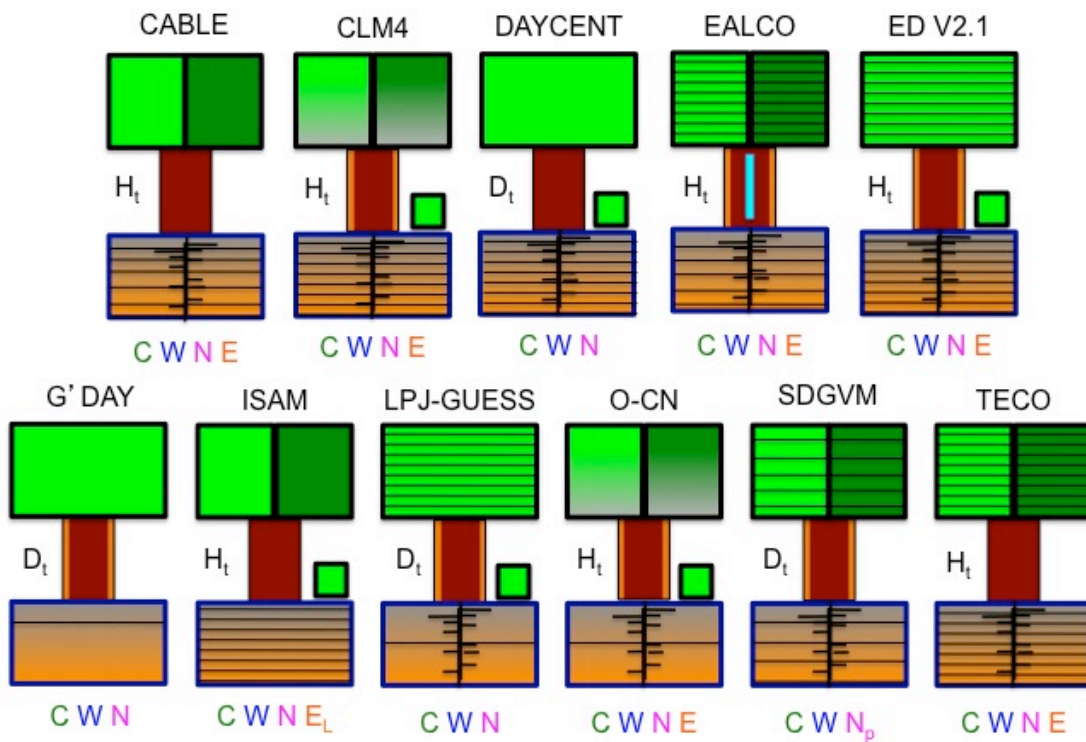 CABLE CLM4 DAYCENT EALCO ED V2.1
Hₜ Hₜ Dₜ Hₜ Hₜ
C W N E C W N E C W N C W N E C W N E
G' DAY ISAM LPJ-GUESS O-CN SDGVM TECO
Dₜ Hₜ Dₜ Hₜ Dₜ Hₜ
C W N C W N E_L C W N C W N E C W Nₚ C W N E